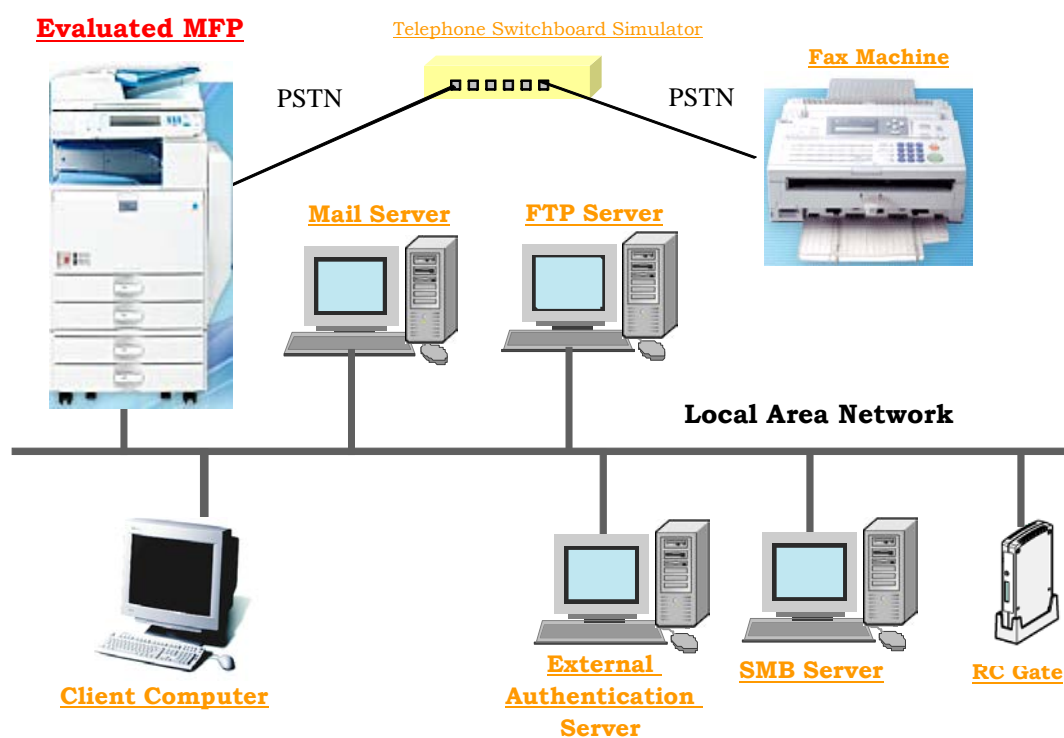 Evaluated MFP
Telephone Switchboard Simulator
Fax Machine
PSTN
PSTN
Mail Server
FTP Server
Local Area Network
Client Computer
External
Authentication
Server
SMB Server
RC Gate